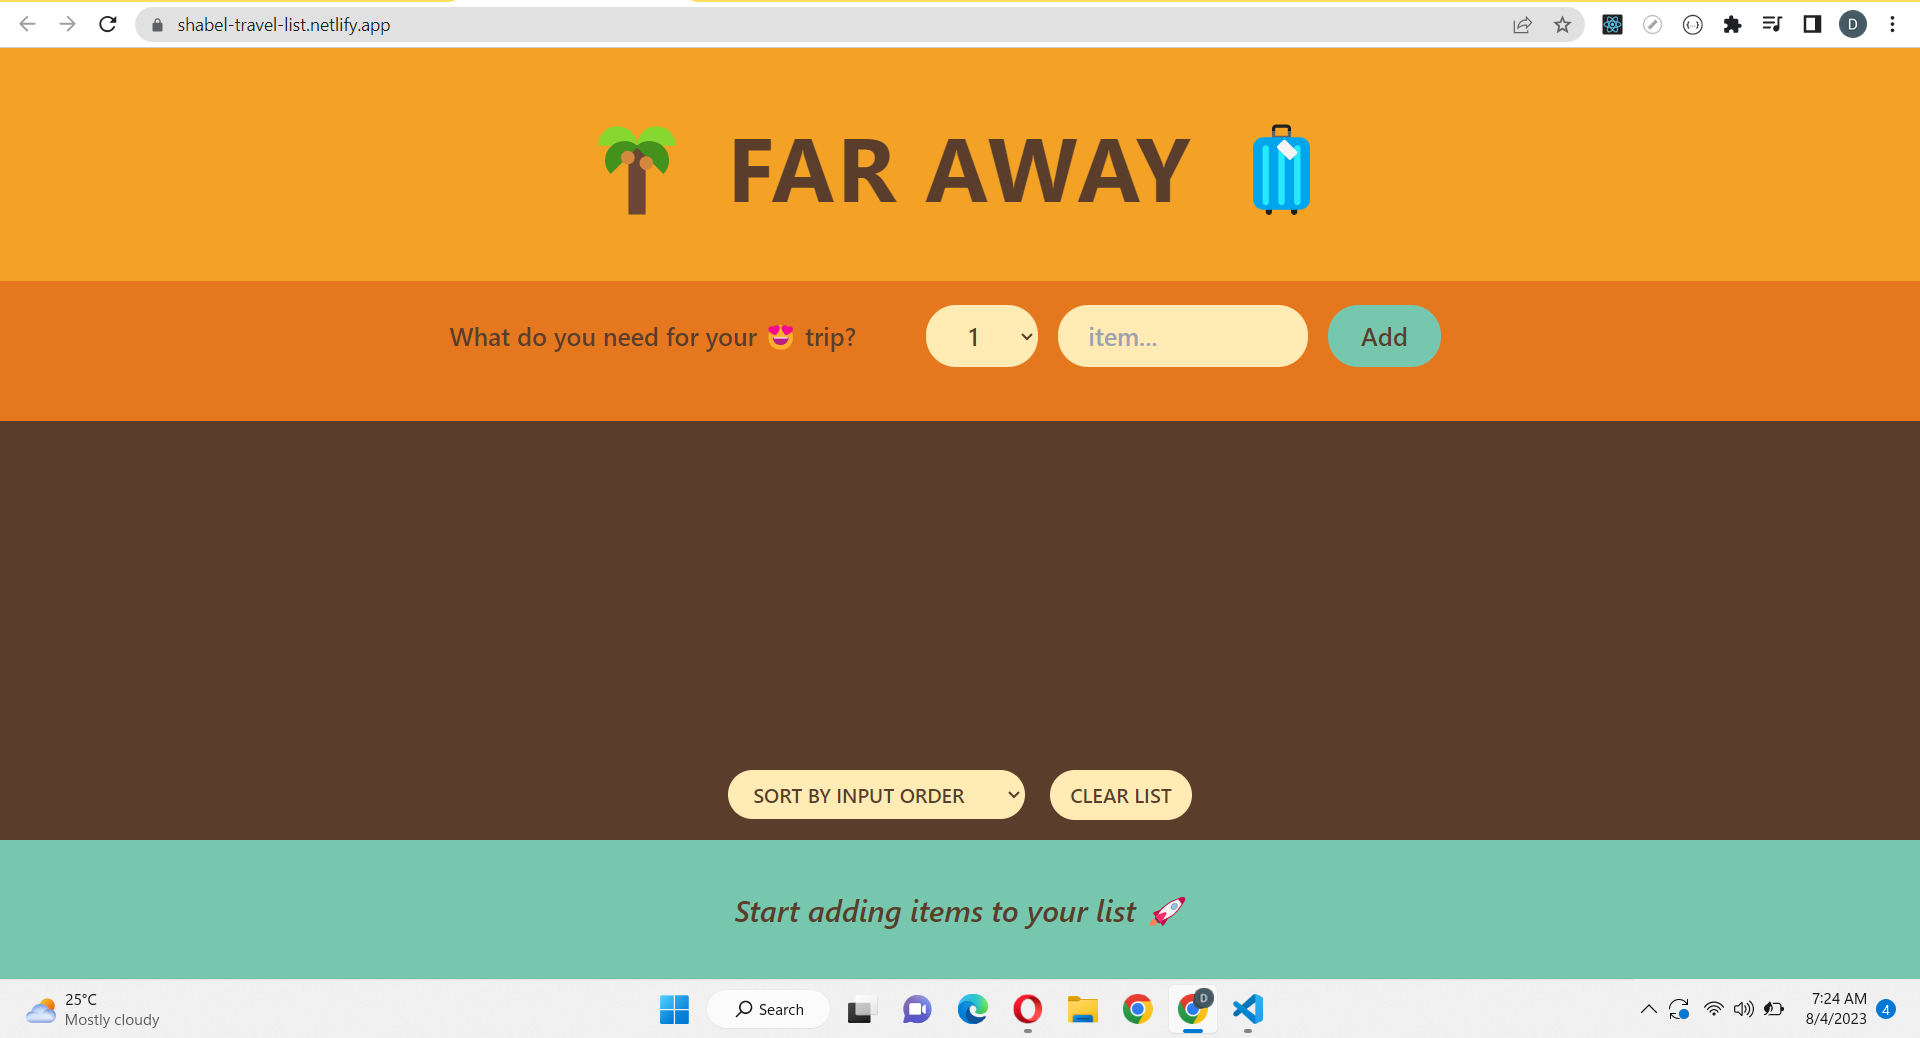 shabel-travel-list.netlify.app
D
🌴 FAR AWAY 🧳
What do you need for your 😍 trip?
1
item...
Add
SORT BY INPUT ORDER
CLEAR LIST
Start adding items to your list 🚀
25°C
Mostly cloudy
Search
D
7:24 AM
8/4/2023
4